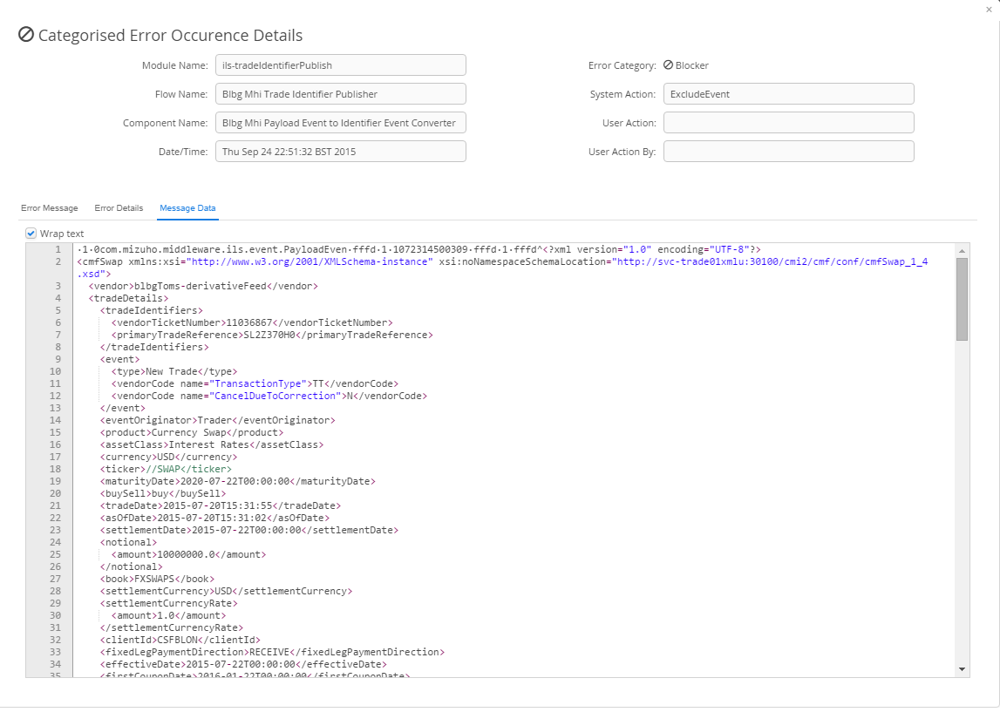 ×
Categorised Error Occurence Details
Module Name: ils-tradeIdentifierPublish
Error Category: Blocker
Flow Name: Blbg Mhi Trade Identifier Publisher
System Action: ExcludeEvent
Component Name: Blbg Mhi Payload Event to Identifier Event Converter
User Action:
Date/Time: Thu Sep 24 22:51:32 BST 2015
User Action By:
Error Message Error Details Message Data
Wrap text
1 ·1·0com.mizuho.middleware.ils.event.PayloadEven·fffd·1·1072314500309·fffd·1·fffd^<?xml version="1.0" encoding="UTF-8"?>
2 <cmfSwap xmlns:xsi="http://www.w3.org/2001/XMLSchema-instance" xsi:noNamespaceSchemaLocation="http://svc-trade01xmlu:30100/cmi2/cmf/conf/cmfSwap_1_4
.xsd">
3 <vendor>blbgToms-derivativeFeed</vendor>
4 <tradeDetails>
5 <tradeIdentifiers>
6 <vendorTicketNumber>11036867</vendorTicketNumber>
7 <primaryTradeReference>SL2Z370H0</primaryTradeReference>
8 </tradeIdentifiers>
9 <event>
10 <type>New Trade</type>
11 <vendorCode name="TransactionType">TT</vendorCode>
12 <vendorCode name="CancelDueToCorrection">N</vendorCode>
13 </event>
14 <eventOriginator>Trader</eventOriginator>
15 <product>Currency Swap</product>
16 <assetClass>Interest Rates</assetClass>
17 <currency>USD</currency>
18 <ticker>//SWAP</ticker>
19 <maturityDate>2020-07-22T00:00:00</maturityDate>
20 <buySell>buy</buySell>
21 <tradeDate>2015-07-20T15:31:55</tradeDate>
22 <asOfDate>2015-07-20T15:31:02</asOfDate>
23 <settlementDate>2015-07-22T00:00:00</settlementDate>
24 <notional>
25 <amount>10000000.0</amount>
26 </notional>
27 <book>FXSWAPS</book>
28 <settlementCurrency>USD</settlementCurrency>
29 <settlementCurrencyRate>
30 <amount>1.0</amount>
31 </settlementCurrencyRate>
32 <clientId>CSFBLON</clientId>
33 <fixedLegPaymentDirection>RECEIVE</fixedLegPaymentDirection>
34 <effectiveDate>2015-07-22T00:00:00</effectiveDate>
35 <firstCouponDate>2016-01-22T00:00:00</firstCouponDate>